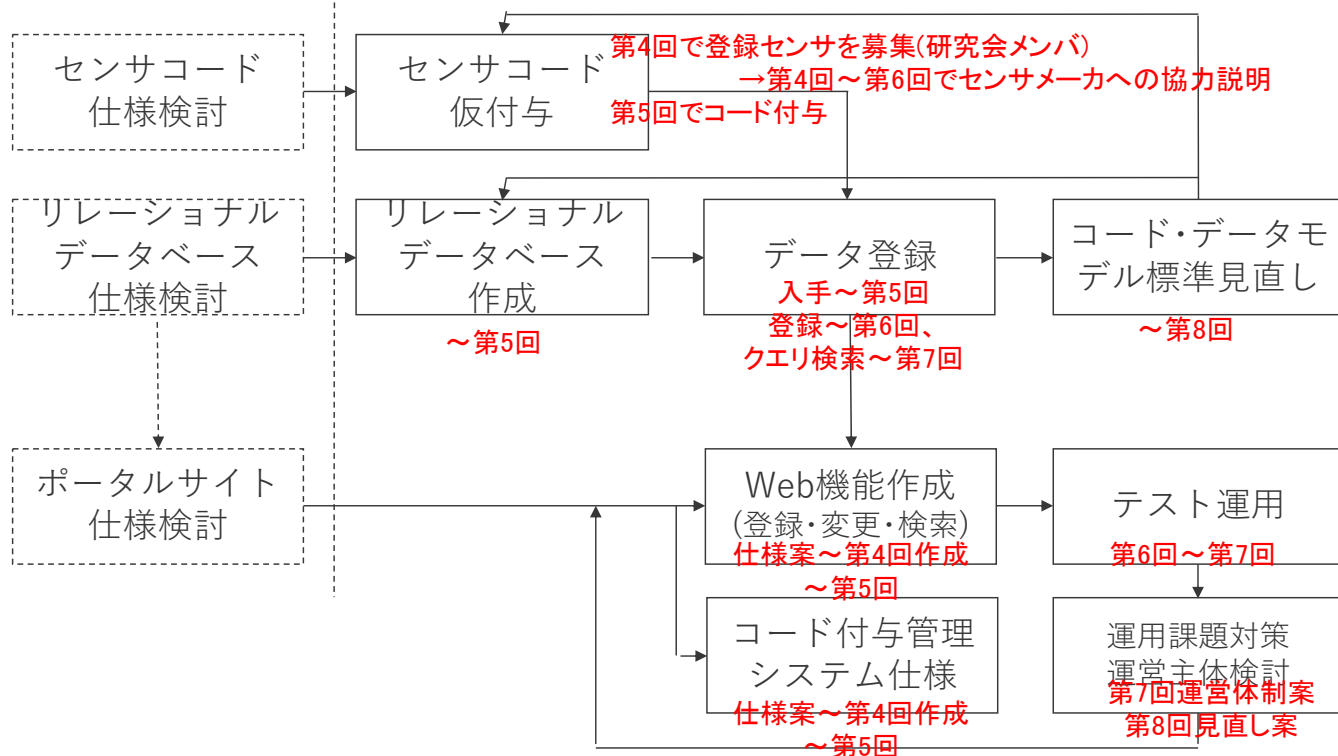 センサコード
仕様検討
センサコード
仮付与
第4回で登録センサを募集(研究会メンバ)
→第4回～第6回でセンサメーカへの協力説明
第5回でコード付与
リレーショナル
データベース
仕様検討
リレーショナル
データベース
作成
～第5回
データ登録
入手～第5回
登録～第6回、
クエリ検索～第7回
コード・データモ
デル標準見直し
～第8回
ポータルサイト
仕様検討
Web機能作成
(登録・変更・検索)
仕様案～第4回作成
～第5回
テスト運用
第6回～第7回
コード付与管理
システム仕様
仕様案～第4回作成
～第5回
運用課題対策
運営主体検討
第7回運営体制案
第8回見直し案